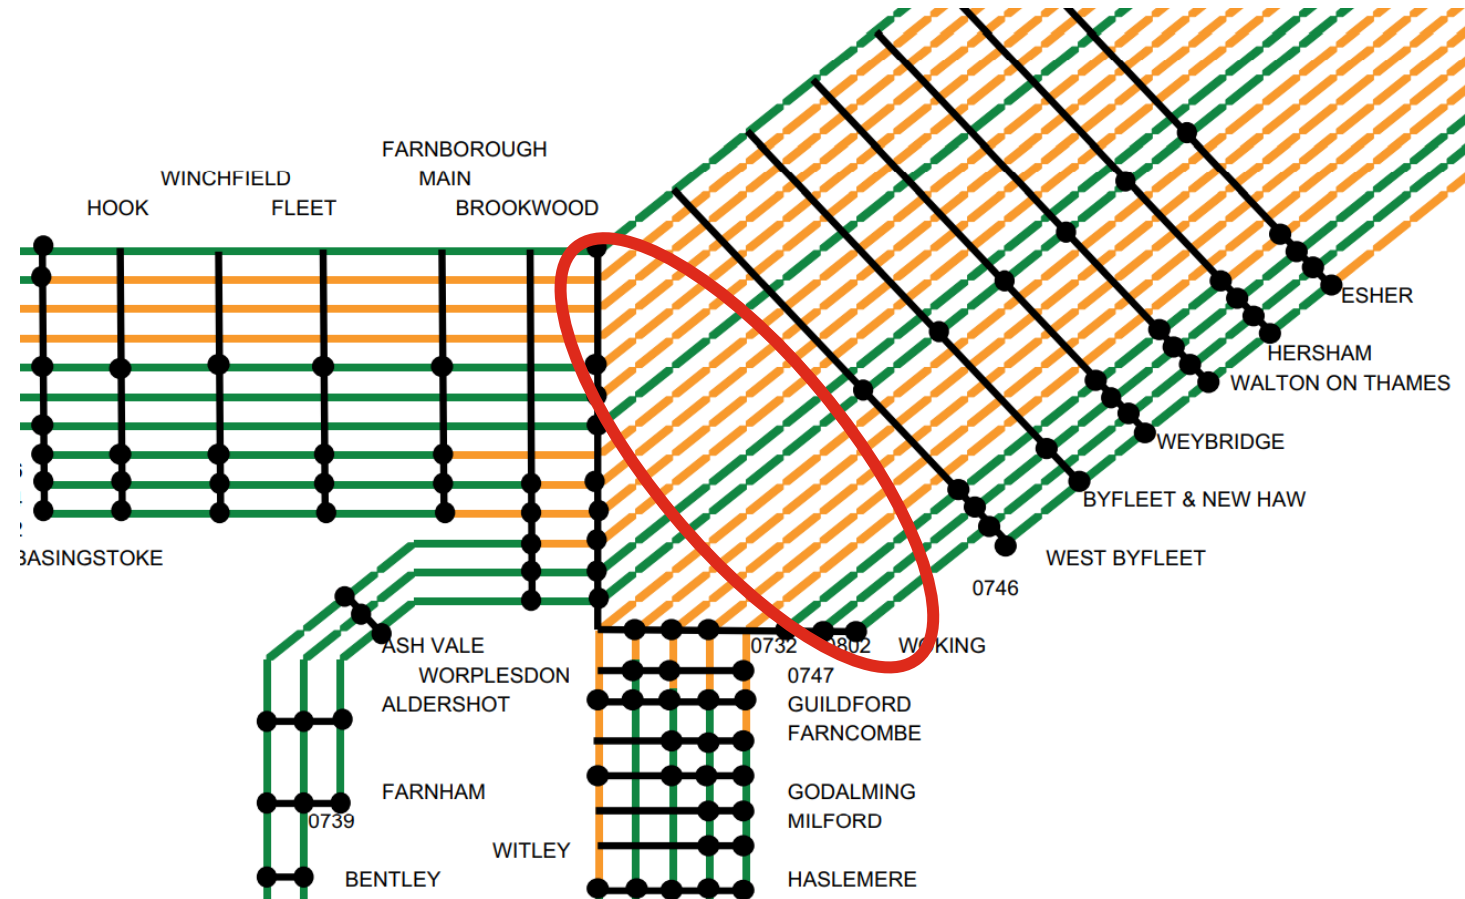 FARNBOROUGH
WINCHFIELD MAIN
HOOK FLEET BROOKWOOD
ESHER
HERSHAM
WALTON ON THAMES
WEYBRIDGE
BYFLEET & NEW HAW
BASINGSTOKE
WEST BYFLEET
0746
ASH VALE 0732 0802 WOKING
WORPLESDON 0747
ALDERSHOT GUILDFORD
FARNCOMBE
FARNHAM GODALMING
0739 MILFORD
WITLEY
BENTLEY HASLEMERE